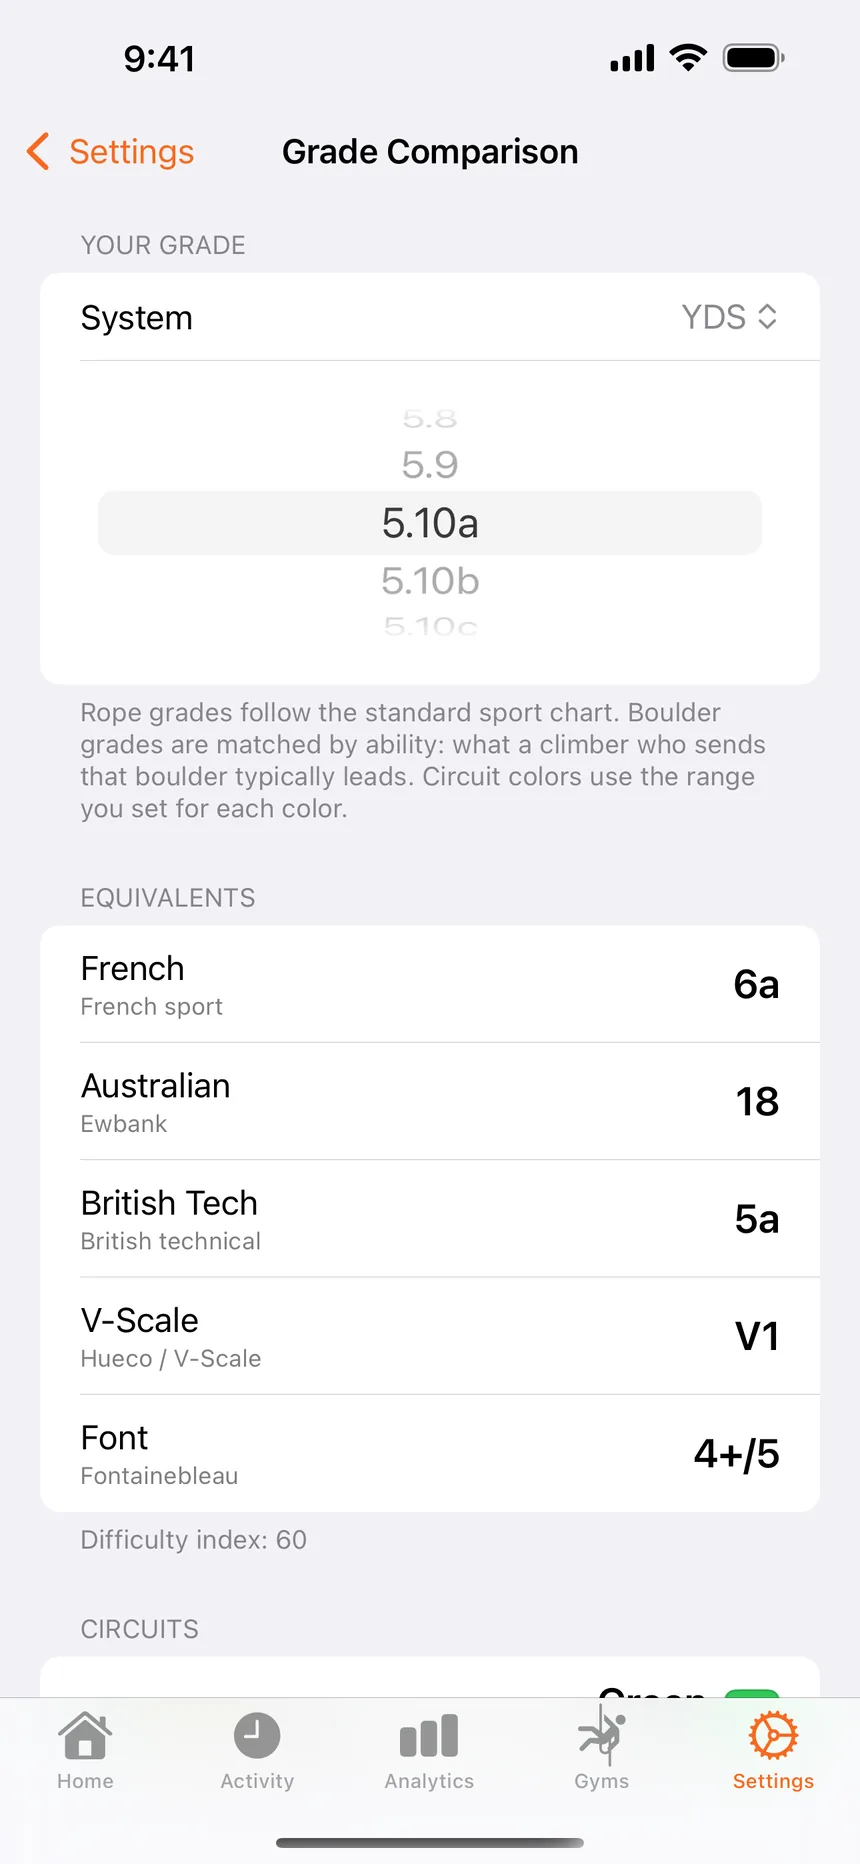 9:41
Settings
Grade Comparison
YOUR GRADE
System
YDS
5.8
5.9
5.10a
5.10b
5.10c
Rope grades follow the standard sport chart. Boulder
grades are matched by ability: what a climber who sends
that boulder typically leads. Circuit colors use the range
you set for each color.
EQUIVALENTS
French
French sport
6a
Australian
Ewbank
18
British Tech
British technical
5a
V-Scale
Hueco / V-Scale
V1
Font
Fontainebleau
4+/5
Difficulty index: 60
CIRCUITS
Green
Home
Activity
Analytics
Gyms
Settings